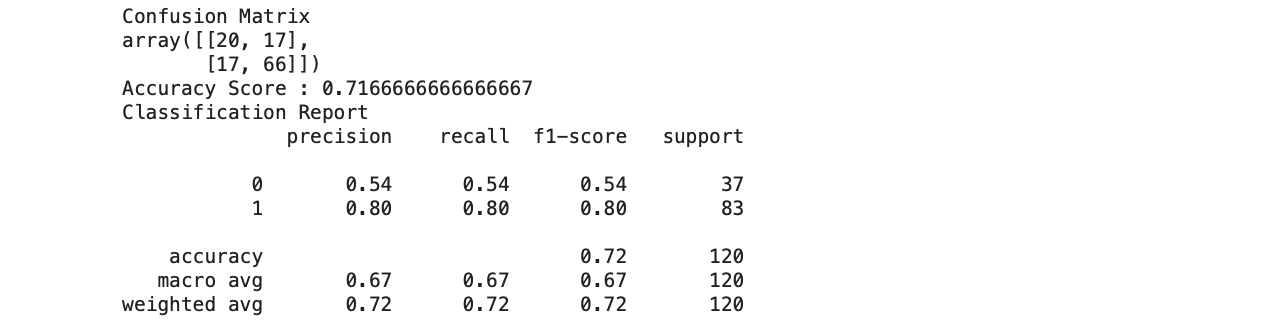 Confusion Matrix
array([[20, 17],
       [17, 66]])
Accuracy Score : 0.7166666666666667
Classification Report
              precision    recall  f1-score   support

           0       0.54      0.54      0.54        37
           1       0.80      0.80      0.80        83

    accuracy                           0.72       120
   macro avg       0.67      0.67      0.67       120
weighted avg       0.72      0.72      0.72       120